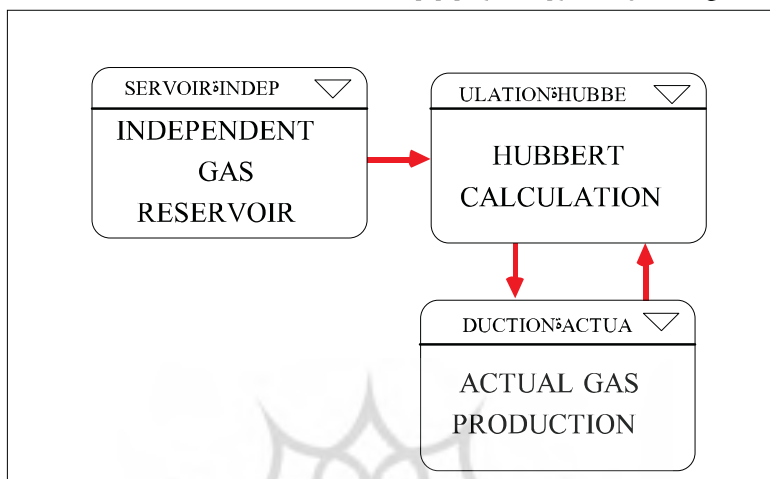 SERVOIR:INDEP
INDEPENDENT
GAS
RESERVOIR
HUBBERT
CALCULATION
ULATION:HUBBE
DUCTION:ACTUA
ACTUAL GAS
PRODUCTION